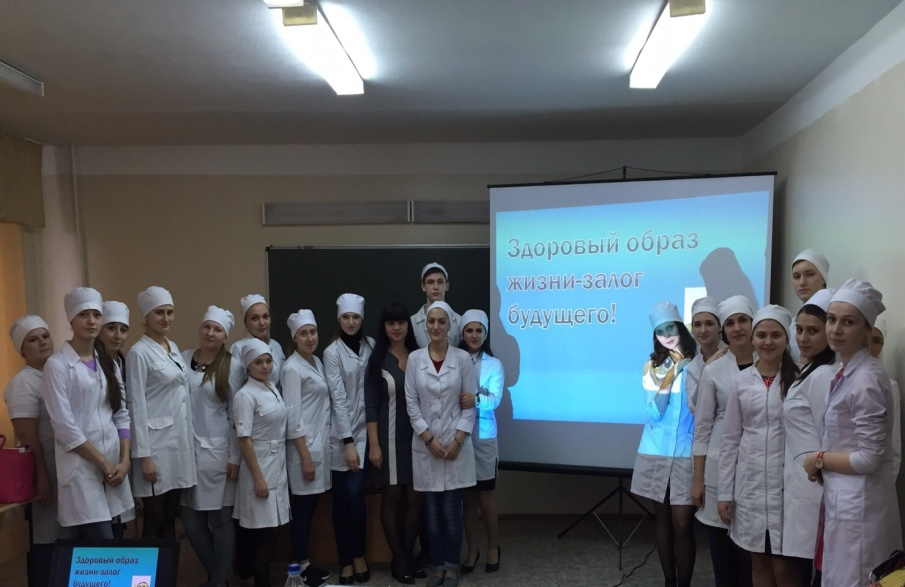 Здоровый образ
жизни-залог
будущего!
Здоровый образ
жизни-залог
будущего!